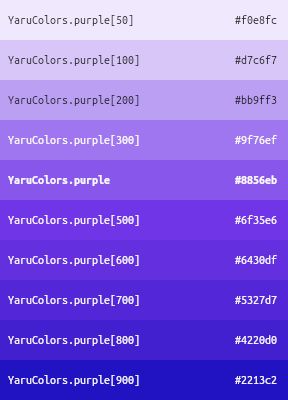 YaruColors.purple[50] #f0e8fc
YaruColors.purple[100] #d7c6f7
YaruColors.purple[200] #bb9ff3
YaruColors.purple[300] #9f76ef
YaruColors.purple #8856eb
YaruColors.purple[500] #6f35e6
YaruColors.purple[600] #6430df
YaruColors.purple[700] #5327d7
YaruColors.purple[800] #4220d0
YaruColors.purple[900] #2213c2